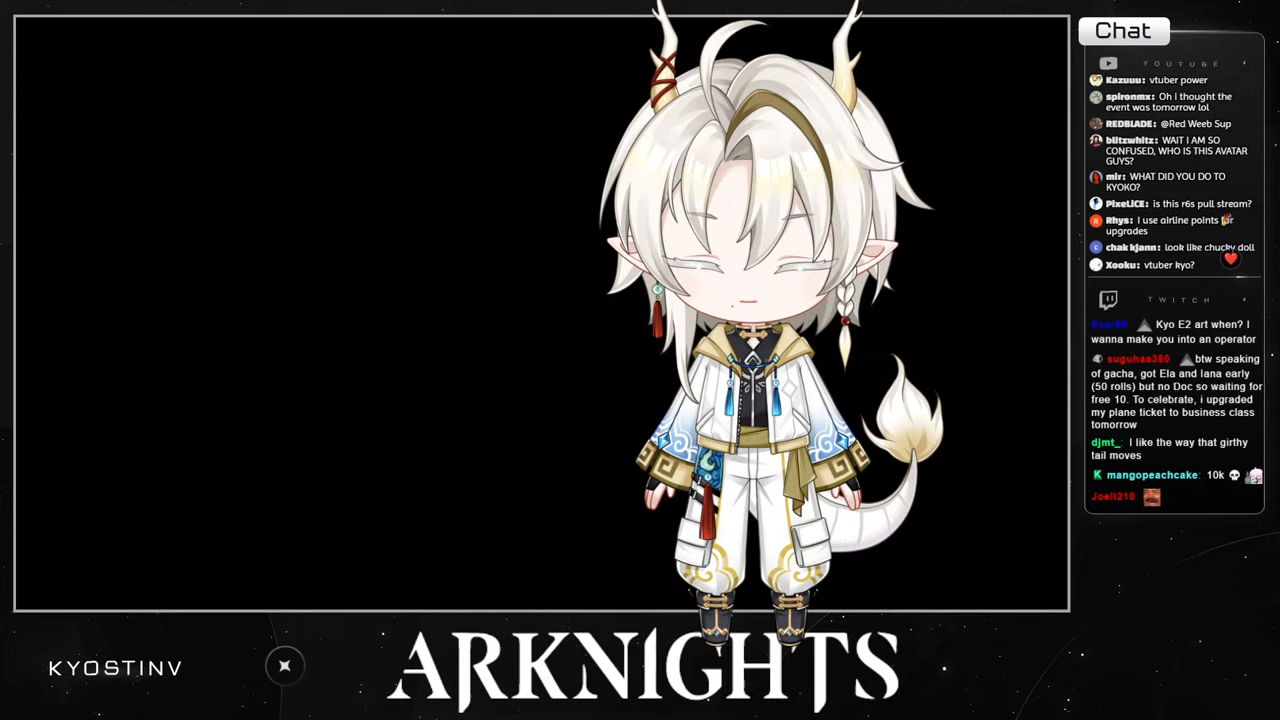 Chat
YOUTUBE
Kazuuu: vtuber power
spironmx: Oh i thought the
event was tomorrow lol
REDBLADE: @Red Weeb Sup
blitzwhitz: WAIT I AM SO
CONFUSED, WHO IS THIS AVATAR
GUYS?
mir: WHAT DID YOU DO TO
KYOKO?
PixeLiCE: is this r6s pull stream?
Rhys: I use airline points for
upgrades
chak kjann: look like chucky doll
Xooku: vtuber kyo?
TWITCH
Kyo E2 art when? I
wanna make you into an operator
suguhaa380 btw speaking
of gacha, got Ela and Iana early
(50 rolls) but no Doc so waiting for
free 10. To celebrate, i upgraded
my plane ticket to business class
tomorrow
djmt_: I like the way that girthy
tail moves
mangopeachcake: 10k
Joell210
KYOSTINV
ARKNIGHTS